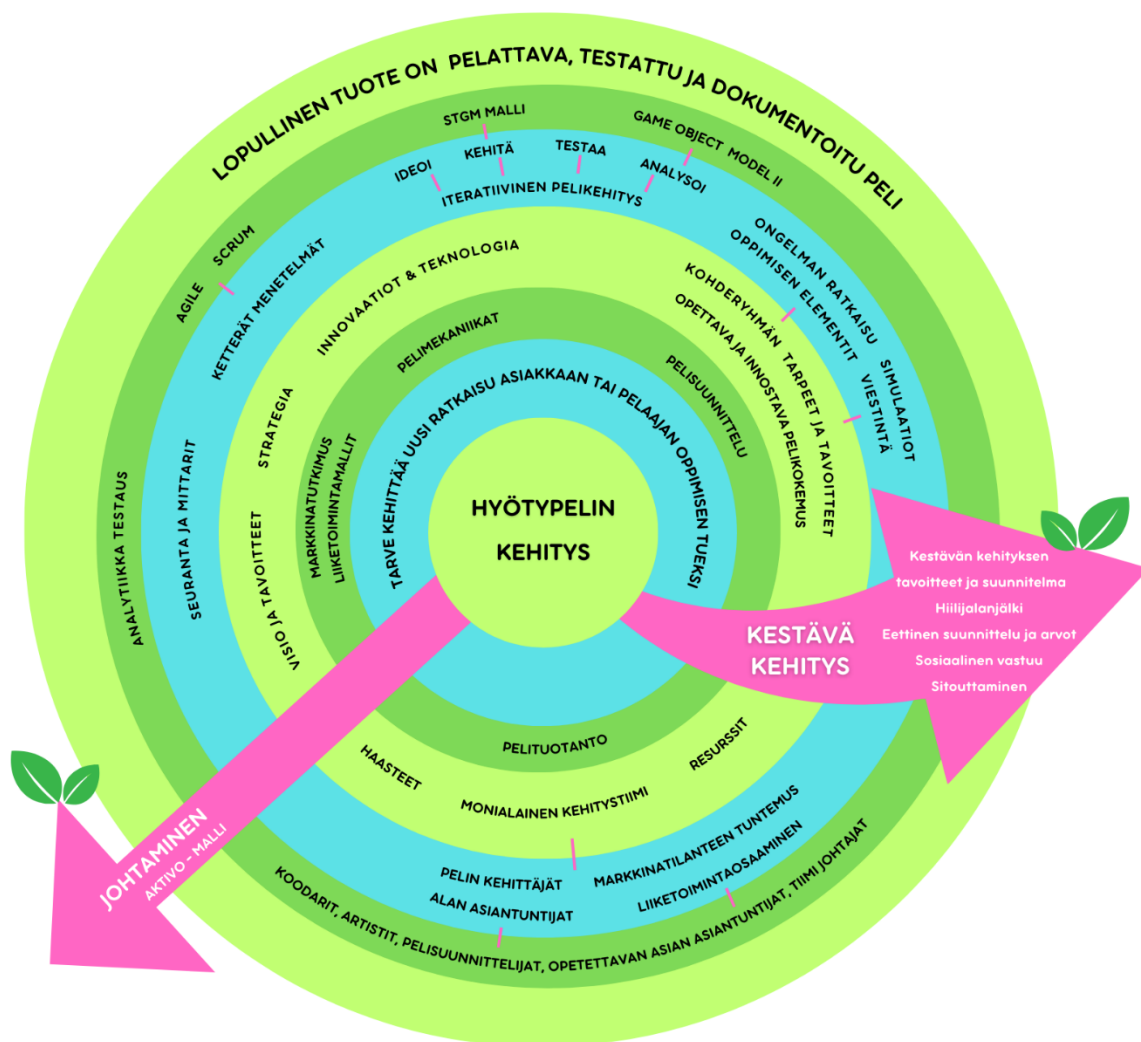 LOPULLINEN TUOTE ON PELATTAVA, TESTATTU JA DOKUMENTOITU PELI
STGM MALLI
GAME OBJECT MODEL II
AGILE
SCRUM
ANALYTIIKKA TESTAUS
IDEOI
KEHITÄ
TESTAA
ANALYSOI
ITERATIIVINEN PELIKEHITYS
KETTERÄT MENETELMÄT
SEURANTA JA MITTARIT
ONGELMAN RATKAISU
SIMULAATIOT
OPPIMISEN ELEMENTIT
VIESTINTÄ
INNOVAATIOT & TEKNOLOGIA
STRATEGIA
VISIO JA TAVOITTEET
KOHDERYHMÄN TARPEET JA TAVOITTEET
OPETTAVA JA INNOSTAVA PELIKOKEMUS
PELIMEKANIIKAT
PELISUUNNITTELU
MARKKINATUTKIMUS
LIIKETOIMINTAMALLIT
TARVE KEHITTÄÄ UUSI RATKAISU ASIAKKAAN TAI PELAAJAN OPPIMISEN TUEKSI
HYÖTYPELIN
KEHITYS
KESTÄVÄ
KEHITYS
Kestävän kehityksen
tavoitteet ja suunnitelma
Hiilijalanjälki
Eettinen suunnittelu ja arvot
Sosiaalinen vastuu
Sitouttaminen
PELITUOTANTO
HAASTEET
MONIALAINEN KEHITYSTIIMI
RESURSSIT
PELIN KEHITTÄJÄT
ALAN ASIANTUNTIJAT
MARKKINATILANTEEN TUNTEMUS
LIIKETOIMINTAOSAAMINEN
KOODARIT, ARTISTIT, PELISUUNNITTELIJAT, OPETETTAVAN ASIAN ASIANTUNTIJAT, TIIMI JOHTAJAT
JOHTAMINEN
AKTIVO - MALLI